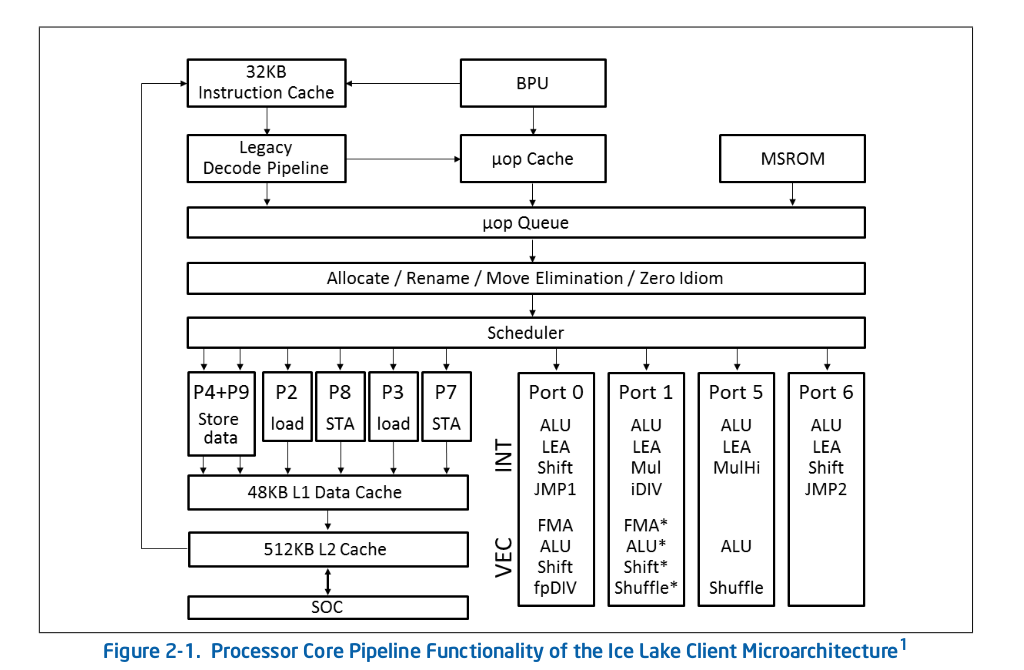 32KB
Instruction Cache
BPU
Legacy
Decode Pipeline
μop Cache
MSROM
μop Queue
Allocate / Rename / Move Elimination / Zero Idiom
Scheduler
P4+P9
Store
data
P2
load
P8
STA
P3
load
P7
STA
48KB L1 Data Cache
512KB L2 Cache
SOC
INT
VEC
Port 0
ALU
LEA
Shift
JMP1
FMA
ALU
Shift
fpDIV
Port 1
ALU
LEA
Mul
iDIV
FMA*
ALU*
Shift*
Shuffle*
Port 5
ALU
LEA
MulHi
ALU
Shuffle
Port 6
ALU
LEA
Shift
JMP2
Figure 2-1. Processor Core Pipeline Functionality of the Ice Lake Client Microarchitecture1